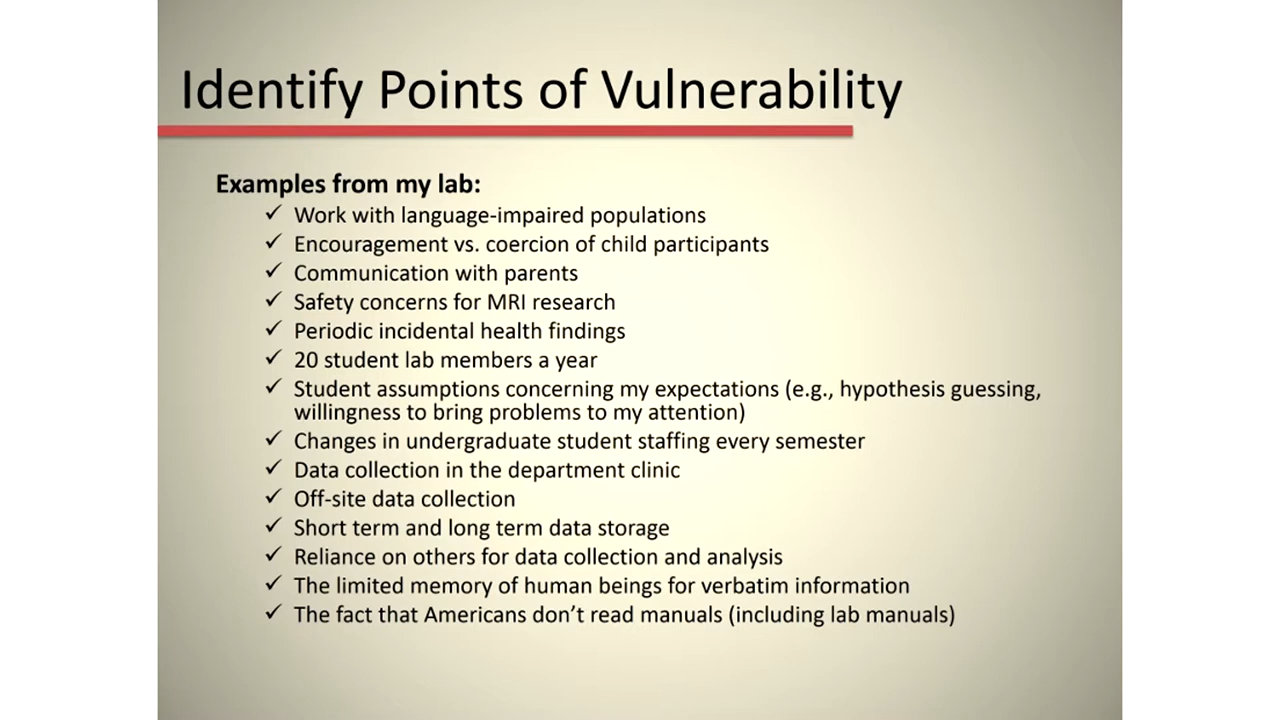 Identify Points of Vulnerability
Examples from my lab:
✓ Work with language-impaired populations
✓ Encouragement vs. coercion of child participants
✓ Communication with parents
✓ Safety concerns for MRI research
✓ Periodic incidental health findings
✓ 20 student lab members a year
✓ Student assumptions concerning my expectations (e.g., hypothesis guessing,
willingness to bring problems to my attention)
✓ Changes in undergraduate student staffing every semester
✓ Data collection in the department clinic
✓ Off-site data collection
✓ Short term and long term data storage
✓ Reliance on others for data collection and analysis
✓ The limited memory of human beings for verbatim information
✓ The fact that Americans don’t read manuals (including lab manuals)